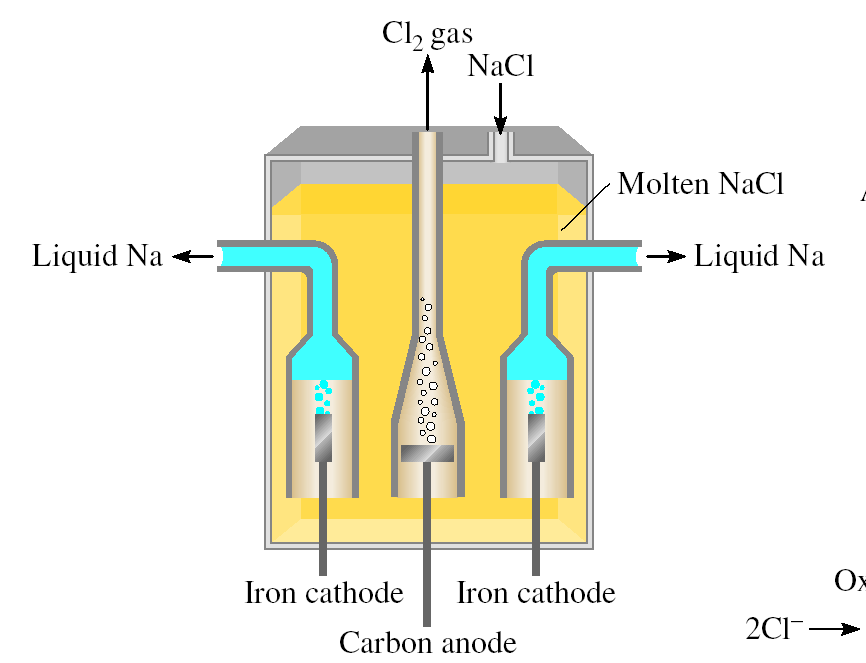 Cl₂ gas
NaCl
Molten NaCl
Liquid Na
Liquid Na
Iron cathode
Iron cathode
Carbon anode
2Cl⁻